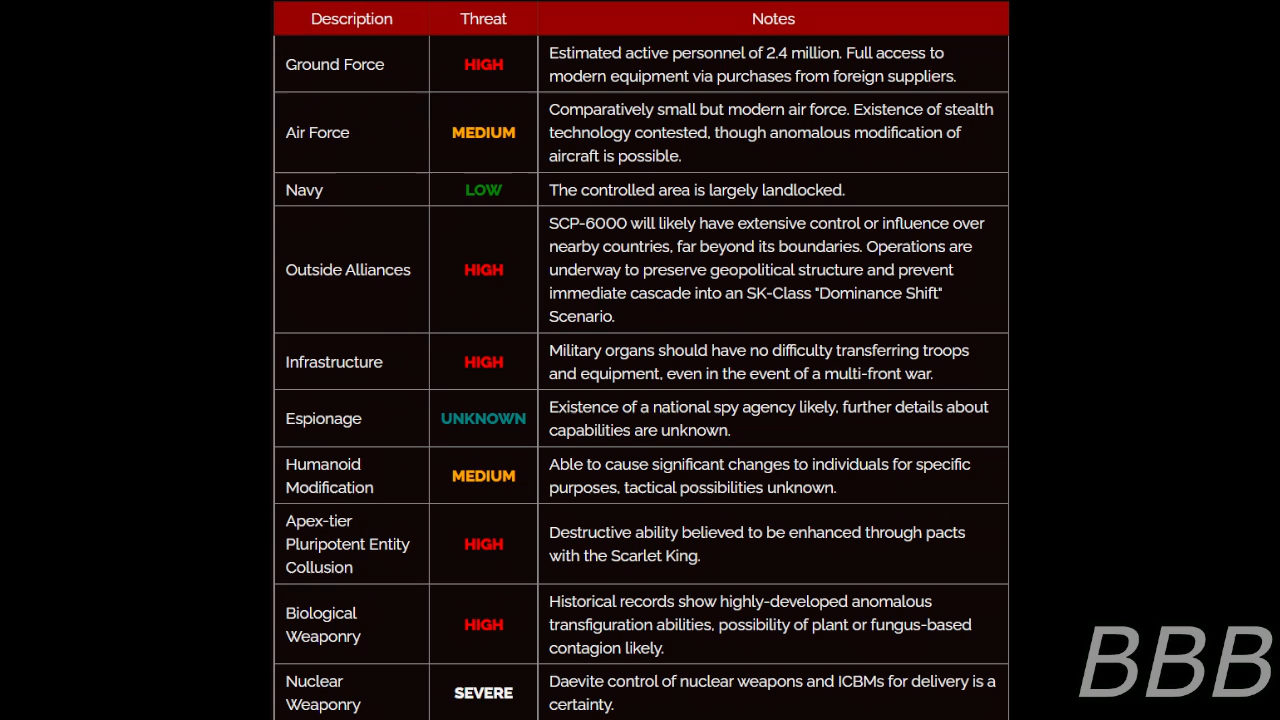 Description Threat Notes
Ground Force HIGH Estimated active personnel of 2.4 million. Full access to
modern equipment via purchases from foreign suppliers.
Air Force MEDIUM Comparatively small but modern air force. Existence of stealth
technology contested, though anomalous modification of
aircraft is possible.
Navy LOW The controlled area is largely landlocked.
Outside Alliances HIGH SCP-6000 will likely have extensive control or influence over
nearby countries, far beyond its boundaries. Operations are
underway to preserve geopolitical structure and prevent
immediate cascade into an SK-Class "Dominance Shift"
Scenario.
Infrastructure HIGH Military organs should have no difficulty transferring troops
and equipment, even in the event of a multi-front war.
Espionage UNKNOWN Existence of a national spy agency likely, further details about
capabilities are unknown.
Humanoid
Modification MEDIUM Able to cause significant changes to individuals for specific
purposes, tactical possibilities unknown.
Apex-tier
Pluripotent Entity
Collusion HIGH Destructive ability believed to be enhanced through pacts
with the Scarlet King.
Biological
Weaponry HIGH Historical records show highly-developed anomalous
transfiguration abilities, possibility of plant or fungus-based
contagion likely.
Nuclear
Weaponry SEVERE Daevite control of nuclear weapons and ICBMs for delivery is a
certainty.
BBB